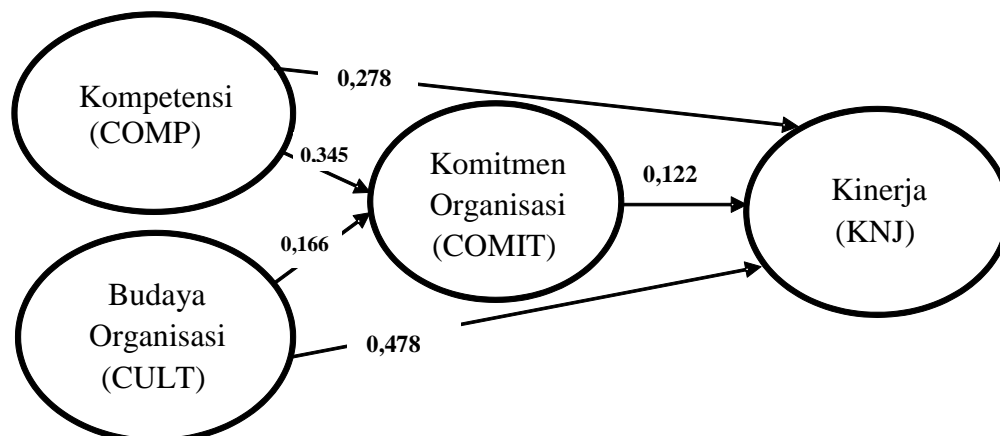 Kompetensi
(COMP)
0,278
0.345
Komitmen
Organisasi
(COMIT)
0,122
Kinerja
(KNJ)
0,166
Budaya
Organisasi
(CULT)
0,478